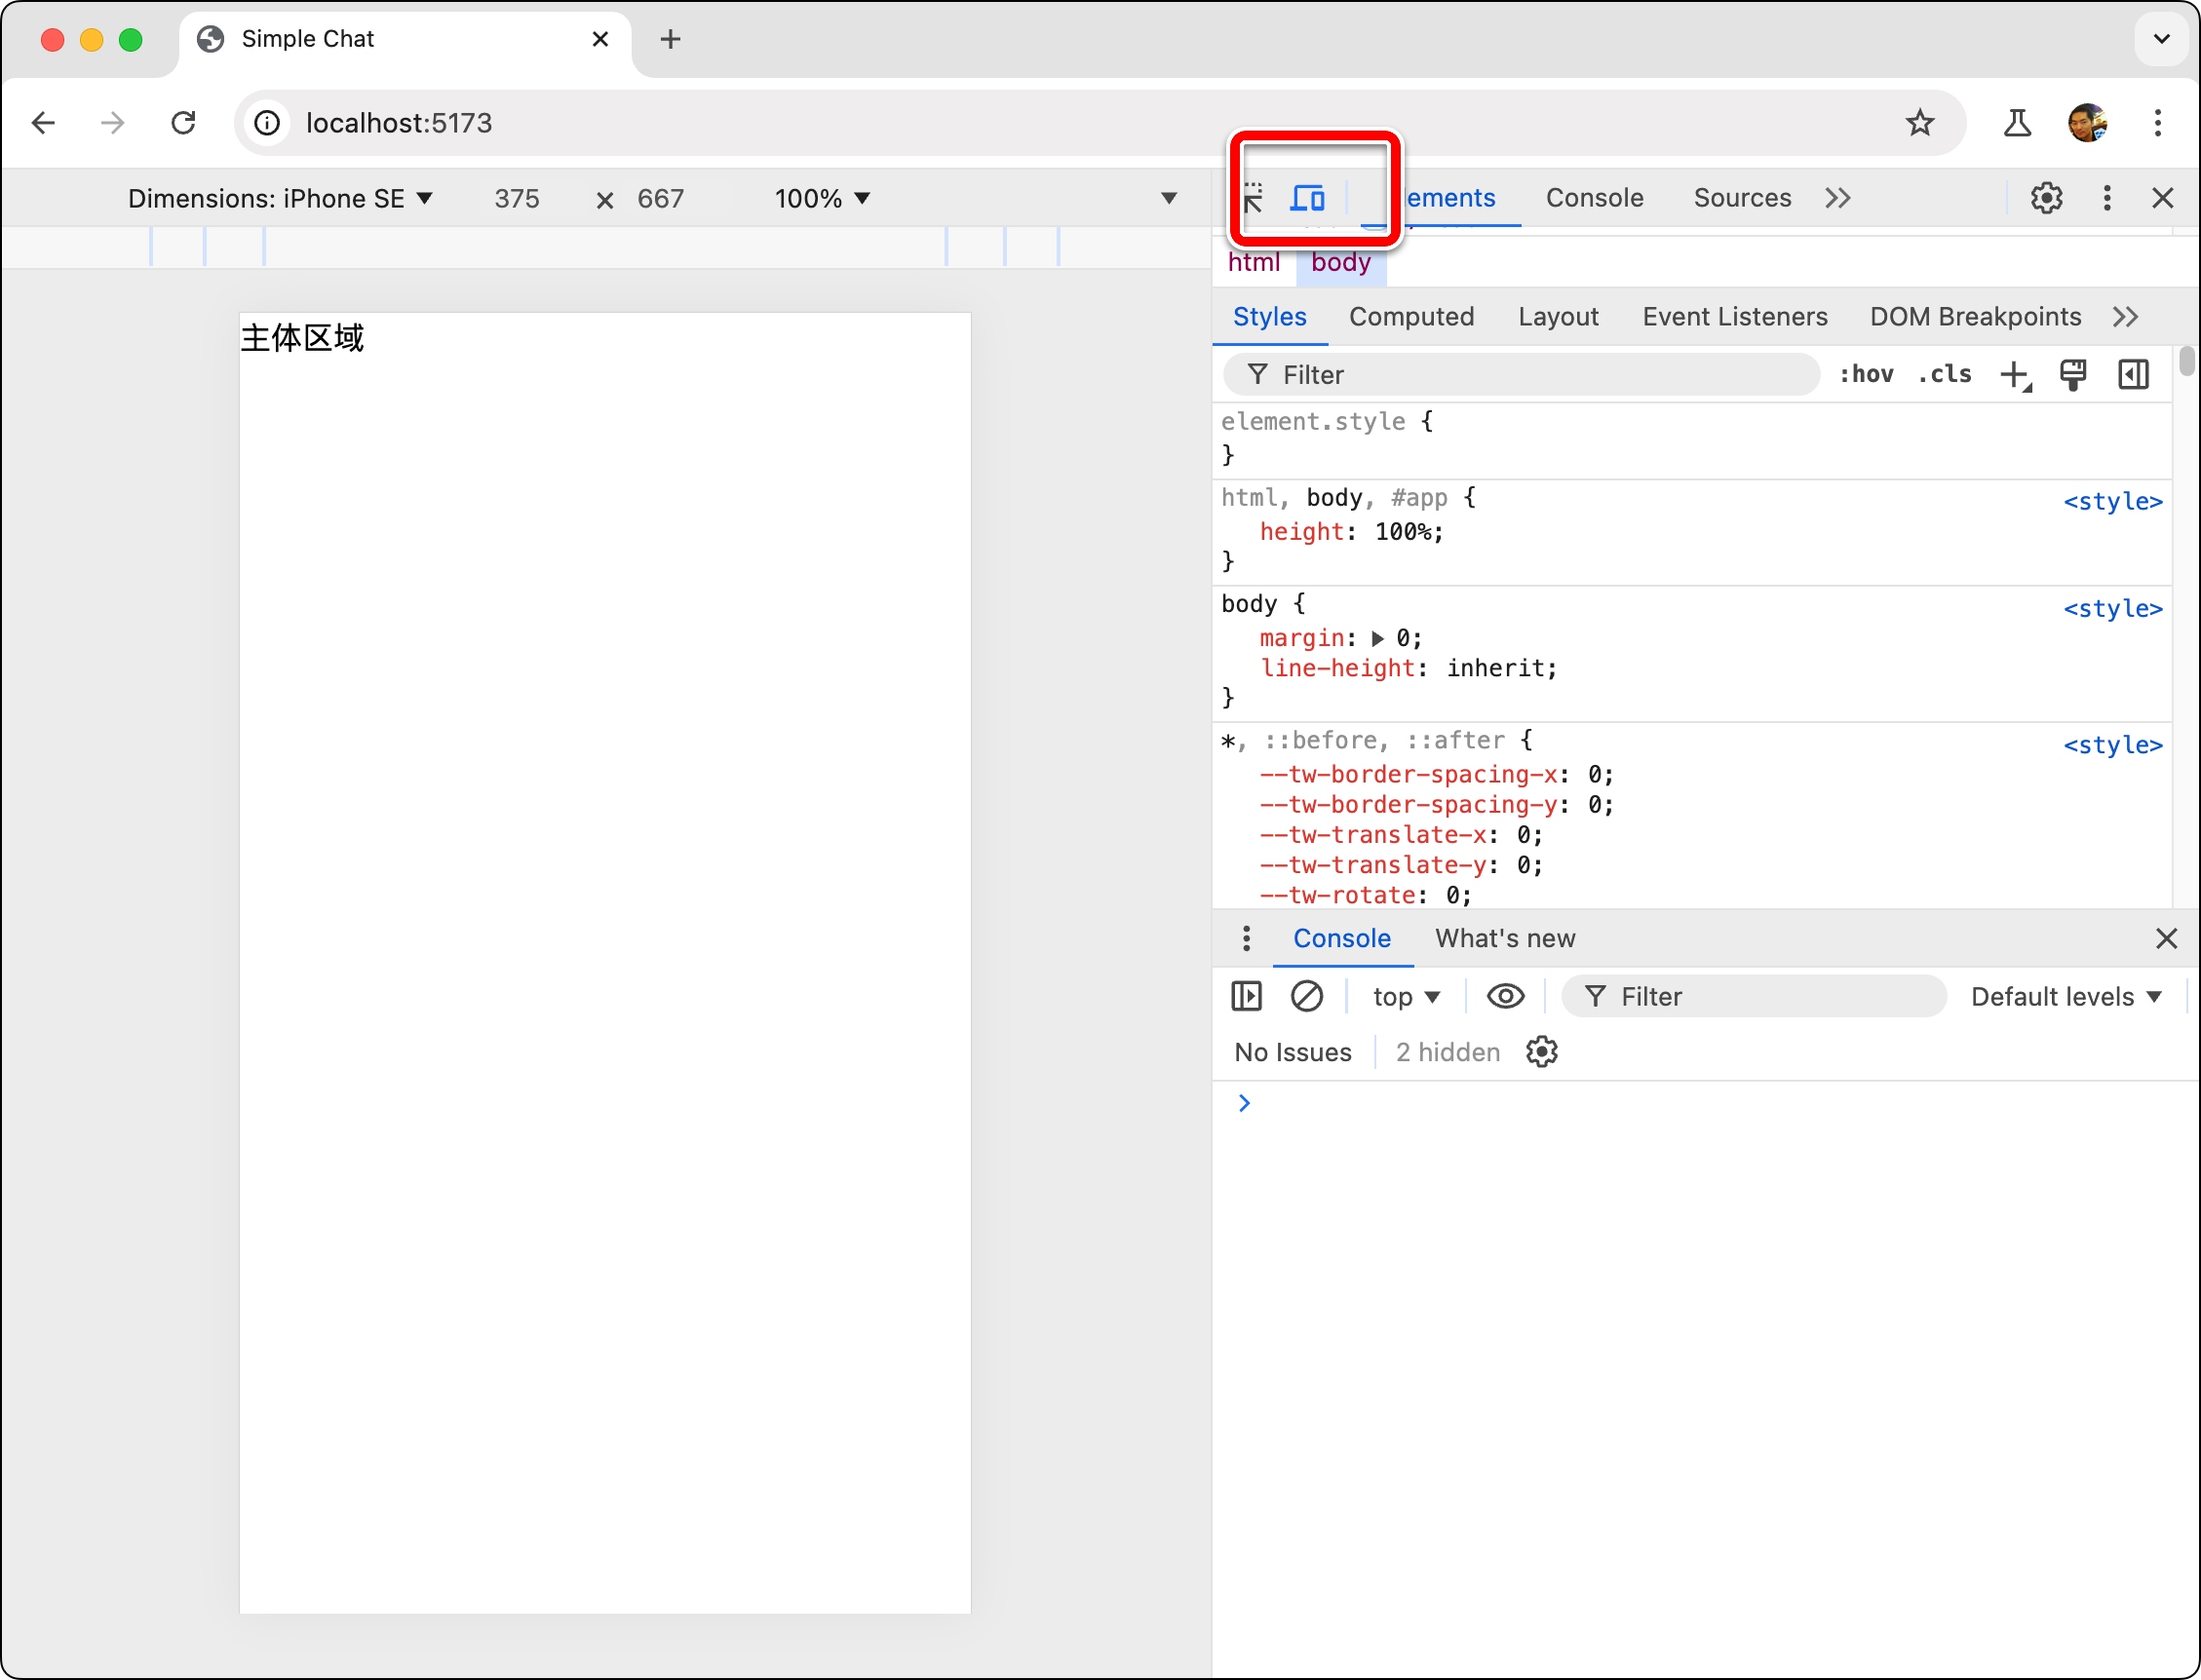 Simple Chat
localhost:5173
Dimensions: iPhone SE 375 × 667 100%
ements Console Sources
html body
主体区域
Styles Computed Layout Event Listeners DOM Breakpoints
Filter :hov .cls
element.style {
}
html, body, #app { <style>
height: 100%;
}
body { <style>
margin: 0;
line-height: inherit;
}
*, ::before, ::after { <style>
--tw-border-spacing-x: 0;
--tw-border-spacing-y: 0;
--tw-translate-x: 0;
--tw-translate-y: 0;
--tw-rotate: 0;
Console What's new
top Filter Default levels
No Issues 2 hidden